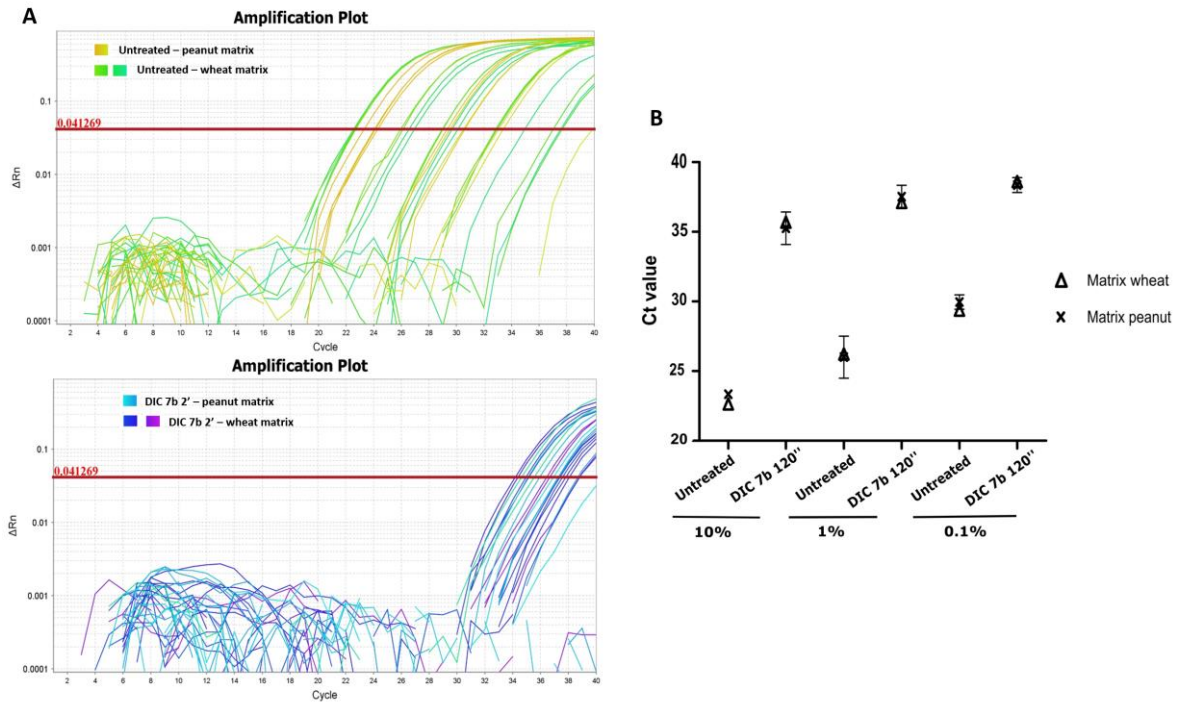 A
Amplification Plot
Untreated – peanut matrix
Untreated – wheat matrix
0.1
0.041269
0.01
0.001
0.0001
ΔRn
2 4 6 8 10 12 14 16 18 20 22 24 26 28 30 32 34 36 38 40
Cycle
Amplification Plot
DIC 7b 2’ – peanut matrix
DIC 7b 2’ – wheat matrix
0.1
0.041269
0.01
0.001
0.0001
ΔRn
2 4 6 8 10 12 14 16 18 20 22 24 26 28 30 32 34 36 38 40
Cycle
B
40
35
30
25
20
Ct value
Matrix wheat
Matrix peanut
Untreated DIC 7b 120" Untreated DIC 7b 120" Untreated DIC 7b 120"
10% 1% 0.1%